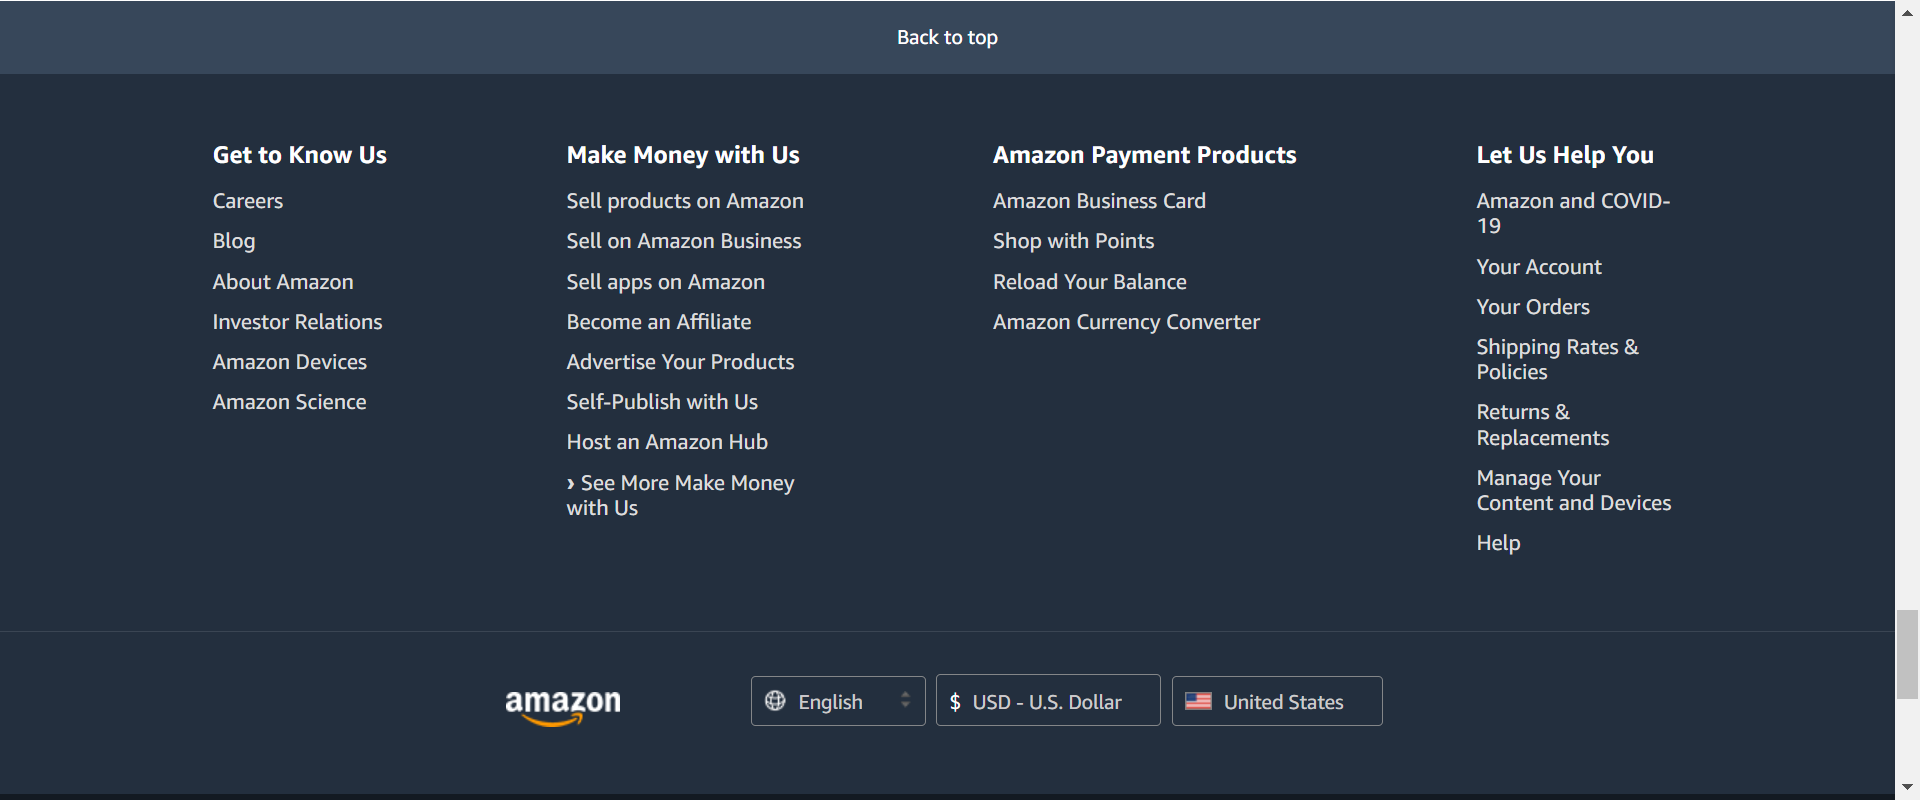 Back to top
Get to Know Us
Careers
Blog
About Amazon
Investor Relations
Amazon Devices
Amazon Science
Make Money with Us
Sell products on Amazon
Sell on Amazon Business
Sell apps on Amazon
Become an Affiliate
Advertise Your Products
Self-Publish with Us
Host an Amazon Hub
› See More Make Money
with Us
Amazon Payment Products
Amazon Business Card
Shop with Points
Reload Your Balance
Amazon Currency Converter
Let Us Help You
Amazon and COVID-
19
Your Account
Your Orders
Shipping Rates &
Policies
Returns &
Replacements
Manage Your
Content and Devices
Help
amazon
English
$ USD - U.S. Dollar
United States